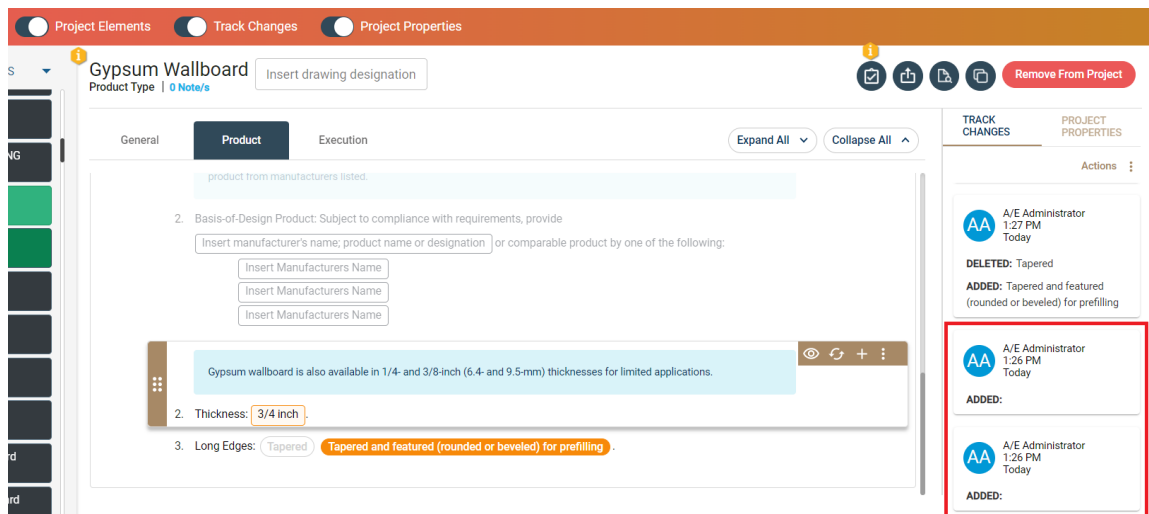 Project Elements Track Changes Project Properties
S
Gypsum Wallboard Insert drawing designation
Product Type | 0 Note/s
Remove From Project
General Product Execution
Expand All Collapse All
TRACK CHANGES
PROJECT PROPERTIES
Actions
NG
product from manufacturers listed.
2. Basis-of-Design Product: Subject to compliance with requirements, provide
Insert manufacturer's name; product name or designation or comparable product by one of the following:
Insert Manufacturers Name
Insert Manufacturers Name
Insert Manufacturers Name
Gypsum wallboard is also available in 1/4- and 3/8-inch (6.4- and 9.5-mm) thicknesses for limited applications.
2. Thickness: 3/4 inch .
3. Long Edges: Tapered Tapered and featured (rounded or beveled) for prefilling .
rd
rd
AA
A/E Administrator
1:27 PM
Today
DELETED: Tapered
ADDED: Tapered and featured
(rounded or beveled) for prefilling
AA
A/E Administrator
1:26 PM
Today
ADDED:
AA
A/E Administrator
1:26 PM
Today
ADDED: